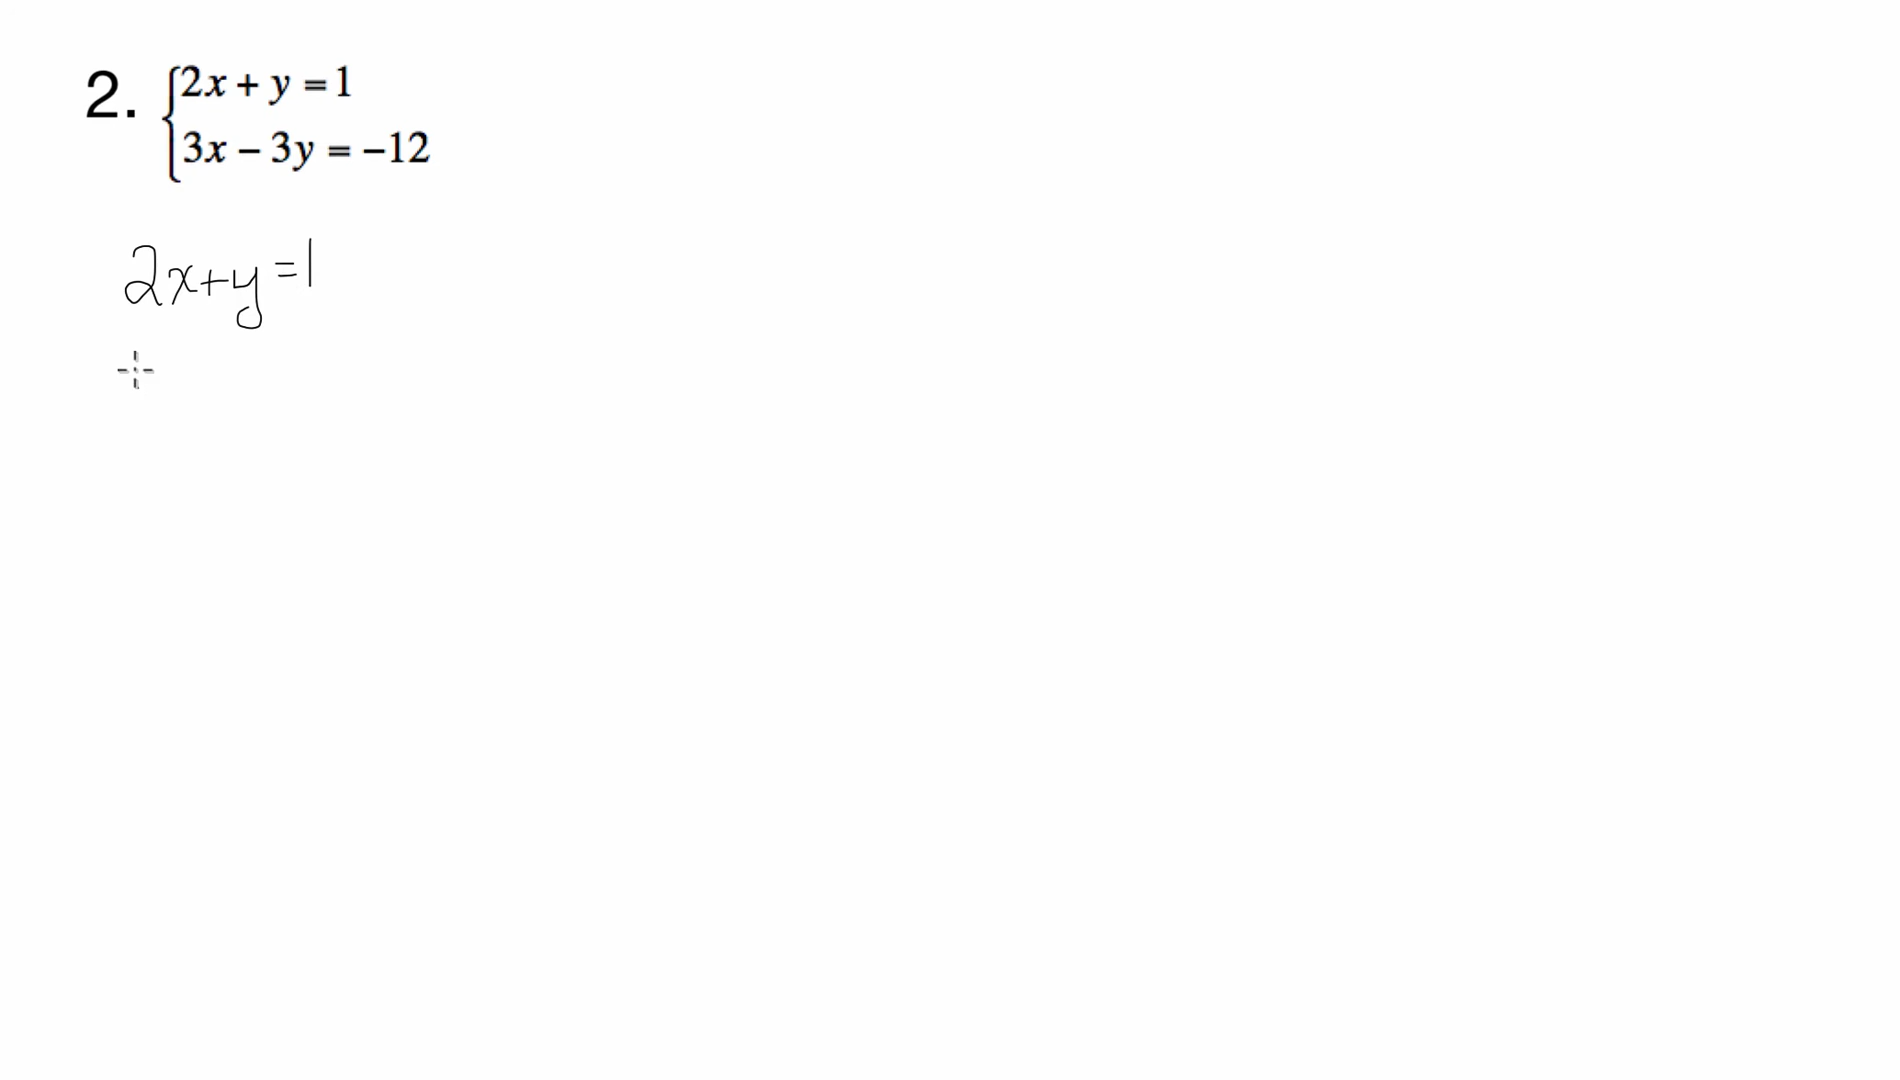 2. 2x + y = 1
3x − 3y = −12
2x+y=1